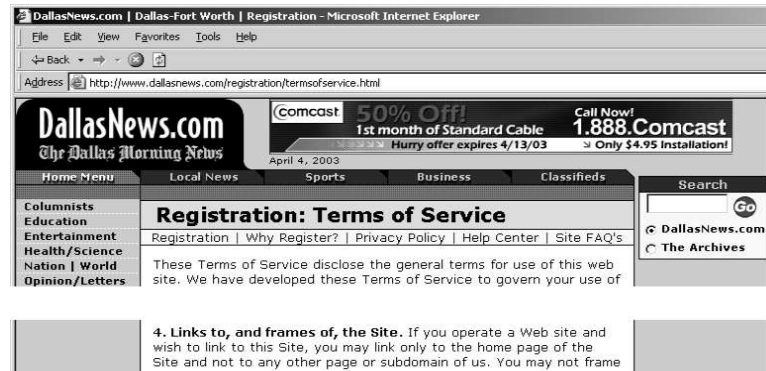 DallasNews.com | Dallas-Fort Worth | Registration - Microsoft Internet Explorer
File Edit View Favorites Tools Help
Back
Address http://www.dallasnews.com/registration/termsofservice.html
DallasNews.com
The Dallas Morning News
comcast 50% Off!
1st month of Standard Cable
Hurry offer expires 4/13/03
Call Now!
1.888.Comcast
Only $4.95 Installation!
April 4, 2003
Home Menu Local News Sports Business Classifieds
Search
Go
DallasNews.com
The Archives
Columnists
Education
Entertainment
Health/Science
Nation | World
Opinion/Letters
Registration: Terms of Service
Registration | Why Register? | Privacy Policy | Help Center | Site FAQ's
These Terms of Service disclose the general terms for use of this web
site. We have developed these Terms of Service to govern your use of
4. Links to, and frames of, the Site. If you operate a Web site and
wish to link to this Site, you may link only to the home page of the
Site and not to any other page or subdomain of us. You may not frame